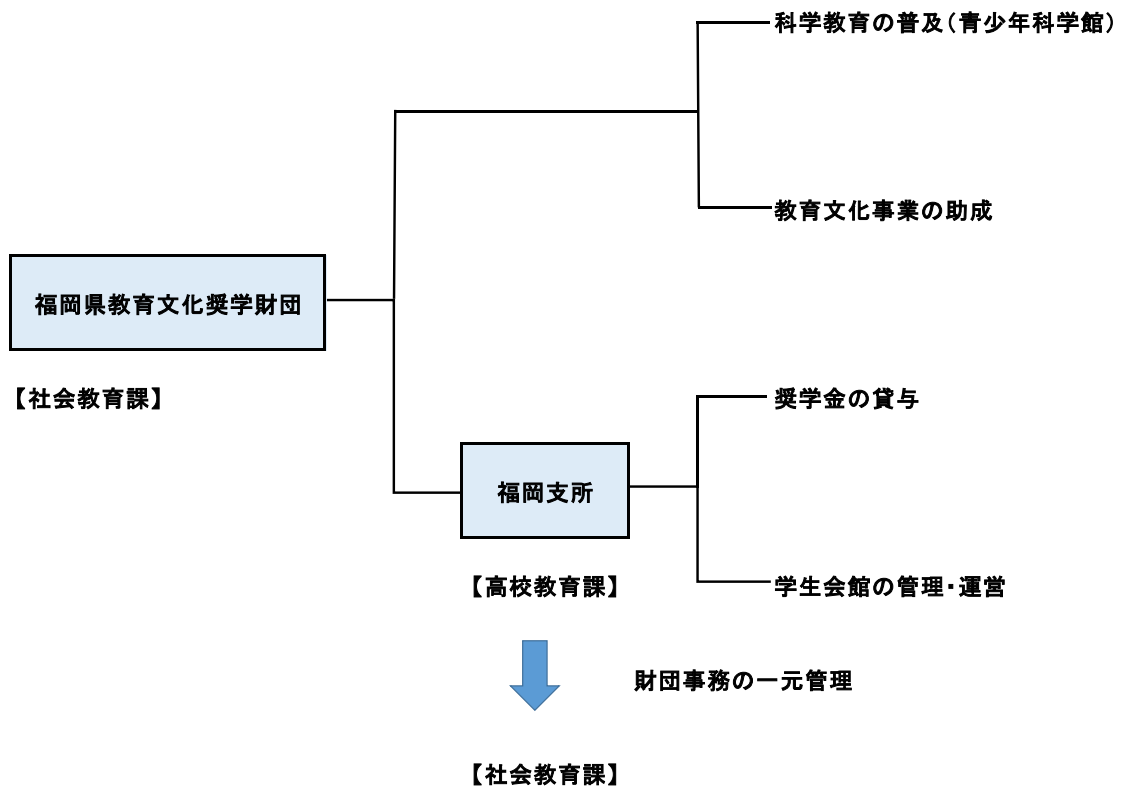 科学教育の普及(青少年科学館)
教育文化事業の助成
福岡県教育文化奨学財団
【社会教育課】
奨学金の貸与
福岡支所
【高校教育課】
学生会館の管理・運営
財団事務の一元管理
【社会教育課】